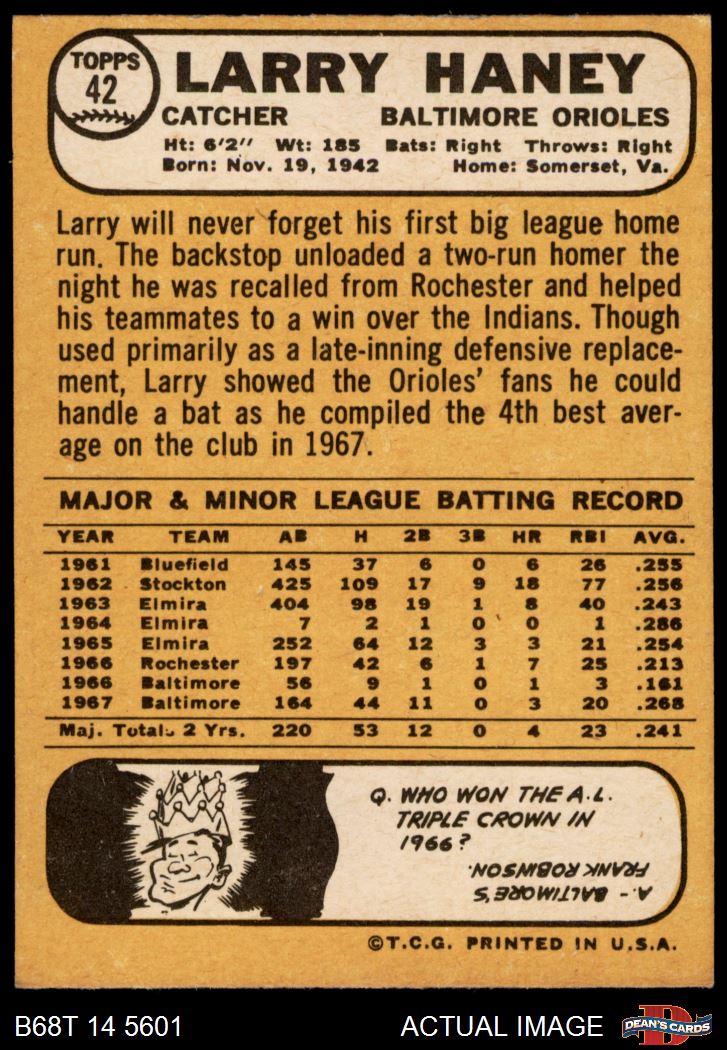 TOPPS
42
LARRY HANEY
CATCHER BALTIMORE ORIOLES
Ht: 6'2" Wt: 185 Bats: Right Throws: Right
Born: Nov. 19, 1942 Home: Somerset, Va.
Larry will never forget his first big league home
run. The backstop unloaded a two-run homer the
night he was recalled from Rochester and helped
his teammates to a win over the Indians. Though
used primarily as a late-inning defensive replace-
ment, Larry showed the Orioles' fans he could
handle a bat as he compiled the 4th best aver-
age on the club in 1967.
MAJOR & MINOR LEAGUE BATTING RECORD
YEAR TEAM AB H 2B 3B HR RBI AVG.
1961 Bluefield 145 37 6 0 6 26 .255
1962 Stockton 425 109 17 9 18 77 .256
1963 Elmira 404 98 19 1 8 40 .243
1964 Elmira 7 2 1 0 0 1 .286
1965 Elmira 252 64 12 3 3 21 .254
1966 Rochester 197 42 6 1 7 25 .213
1966 Baltimore 56 9 1 0 1 3 .161
1967 Baltimore 164 44 11 0 3 20 .268
Maj. Totals 2 Yrs. 220 53 12 0 4 23 .241
Q. WHO WON THE A.L.
TRIPLE CROWN IN
1966?
A.- BALTIMORE'S
FRANK ROBINSON.
©T.C.G. PRINTED IN U.S.A.
B68T 14 5601 ACTUAL IMAGE
D
DEAN'S CARDS